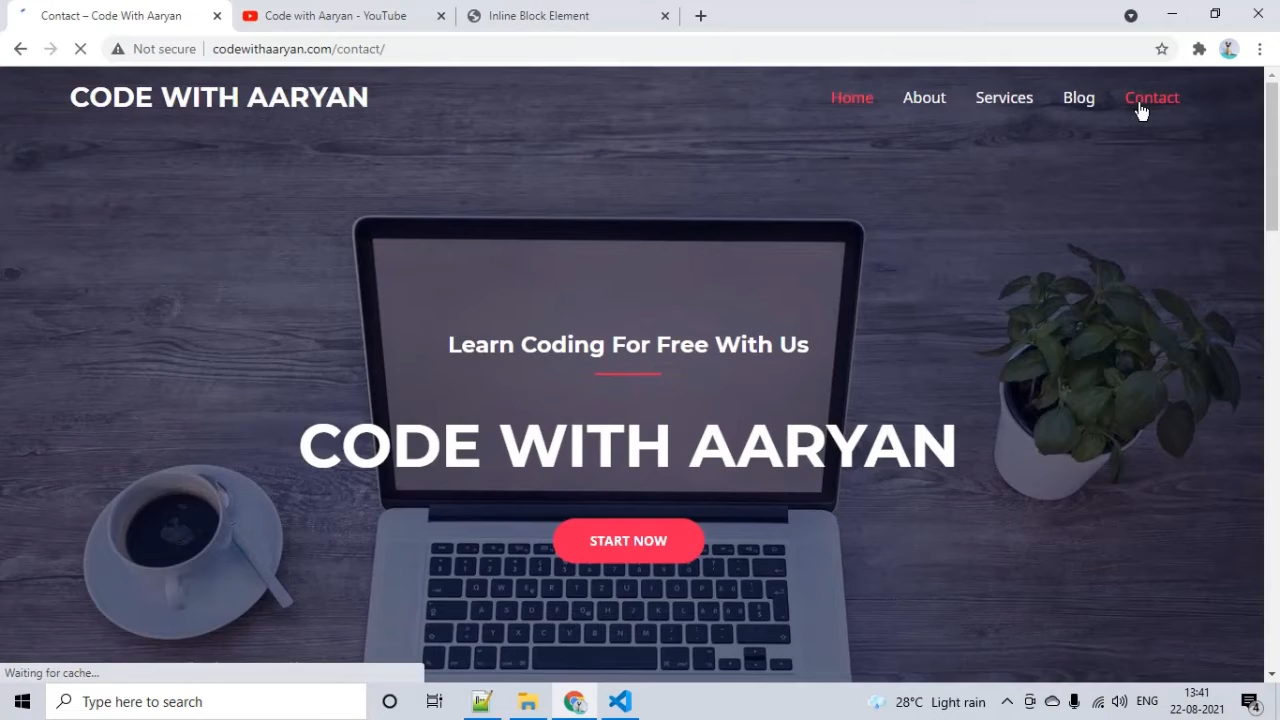 Contact – Code With Aaryan
Code with Aaryan - YouTube
Inline Block Element
Not secure
codewithaaryan.com/contact/
CODE WITH AARYAN
Home
About
Services
Blog
Contact
Learn Coding For Free With Us
CODE WITH AARYAN
START NOW
Waiting for cache...
Type here to search
28°C Light rain
ENG
13:41
22-08-2021
4